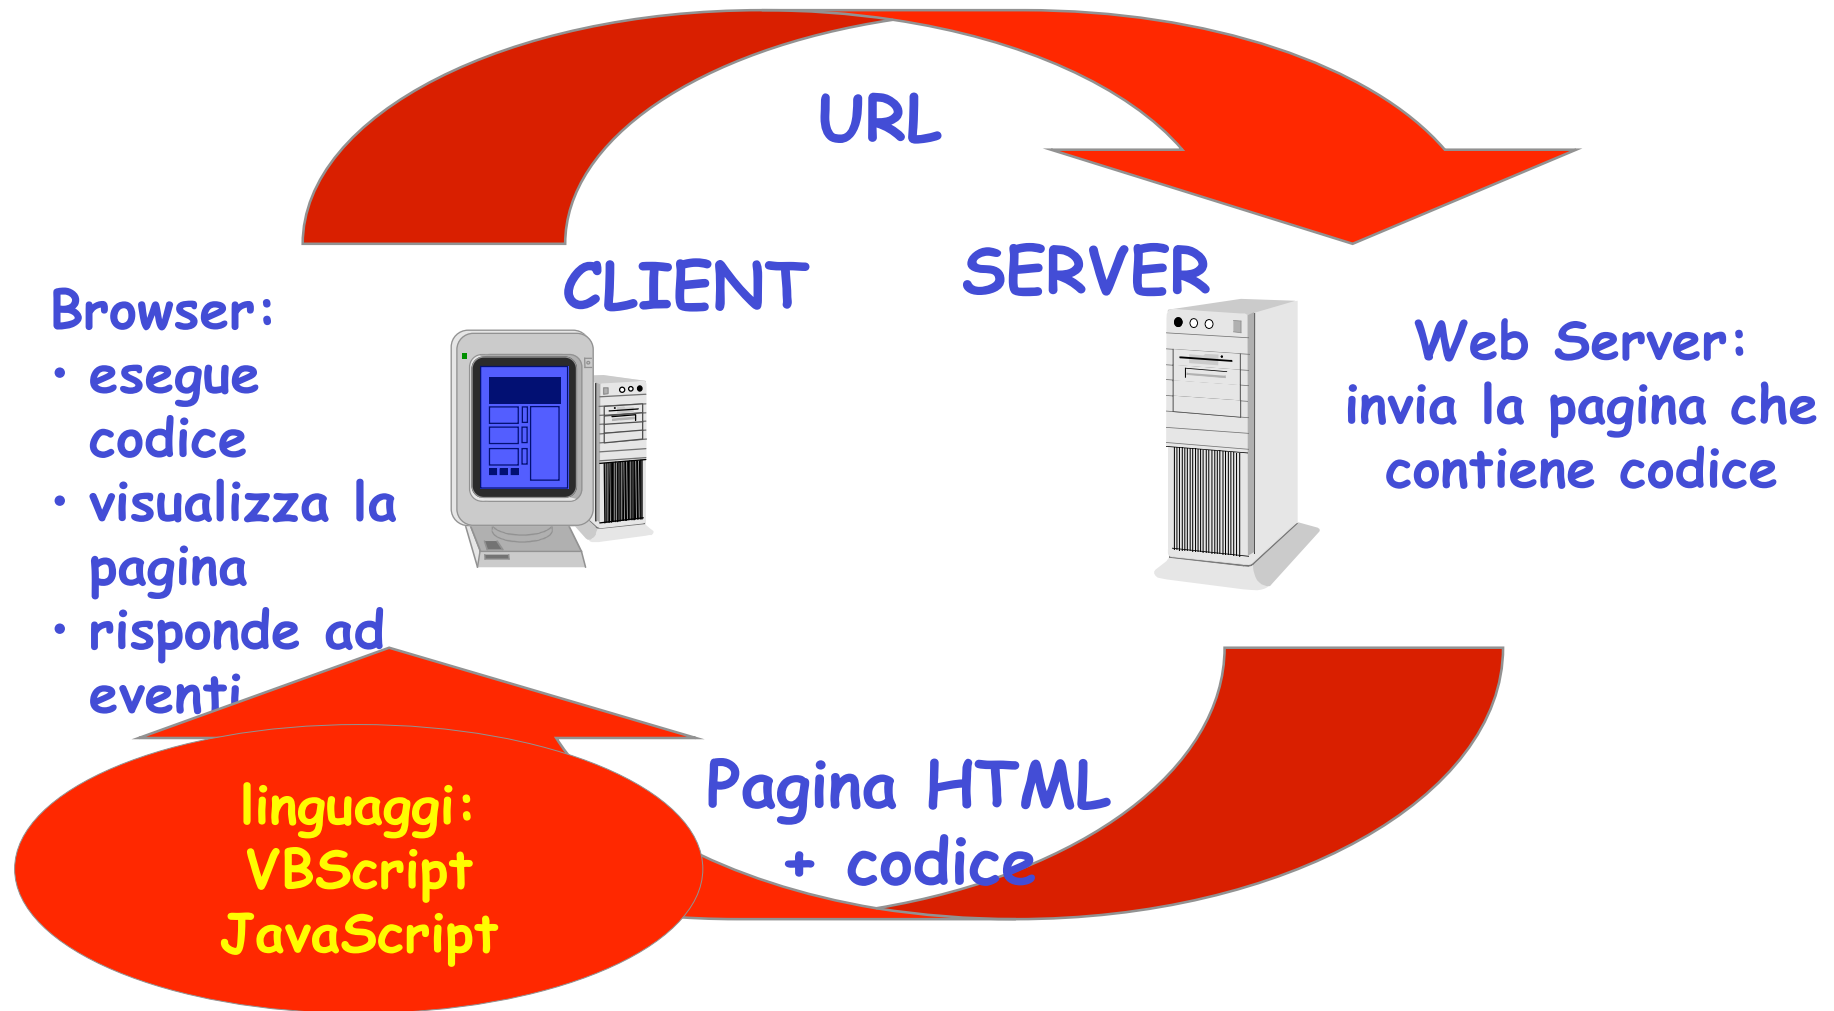 URL
CLIENT
SERVER
Browser:
• esegue
codice
• visualizza la
pagina
• risponde ad
eventi
Web Server:
invia la pagina che
contiene codice
Pagina HTML
+ codice
linguaggi:
VBScript
JavaScript